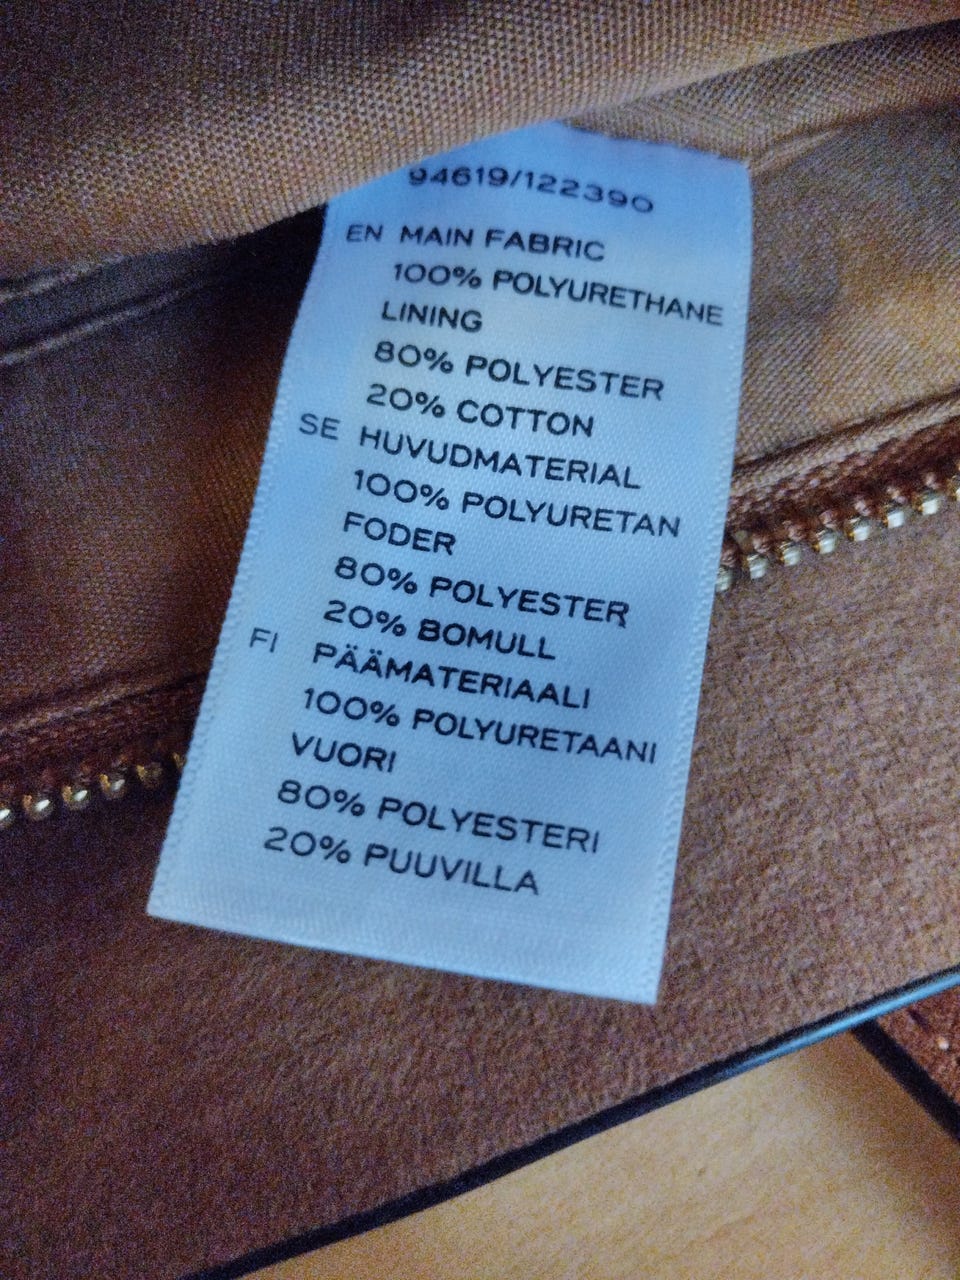 94619/122390
EN MAIN FABRIC
100% POLYURETHANE
LINING
80% POLYESTER
20% COTTON
SE HUVUDMATERIAL
100% POLYURETAN
FODER
80% POLYESTER
20% BOMULL
FI PÄÄMATERIAALI
100% POLYURETAANI
VUORI
80% POLYESTERI
20% PUUVILLA